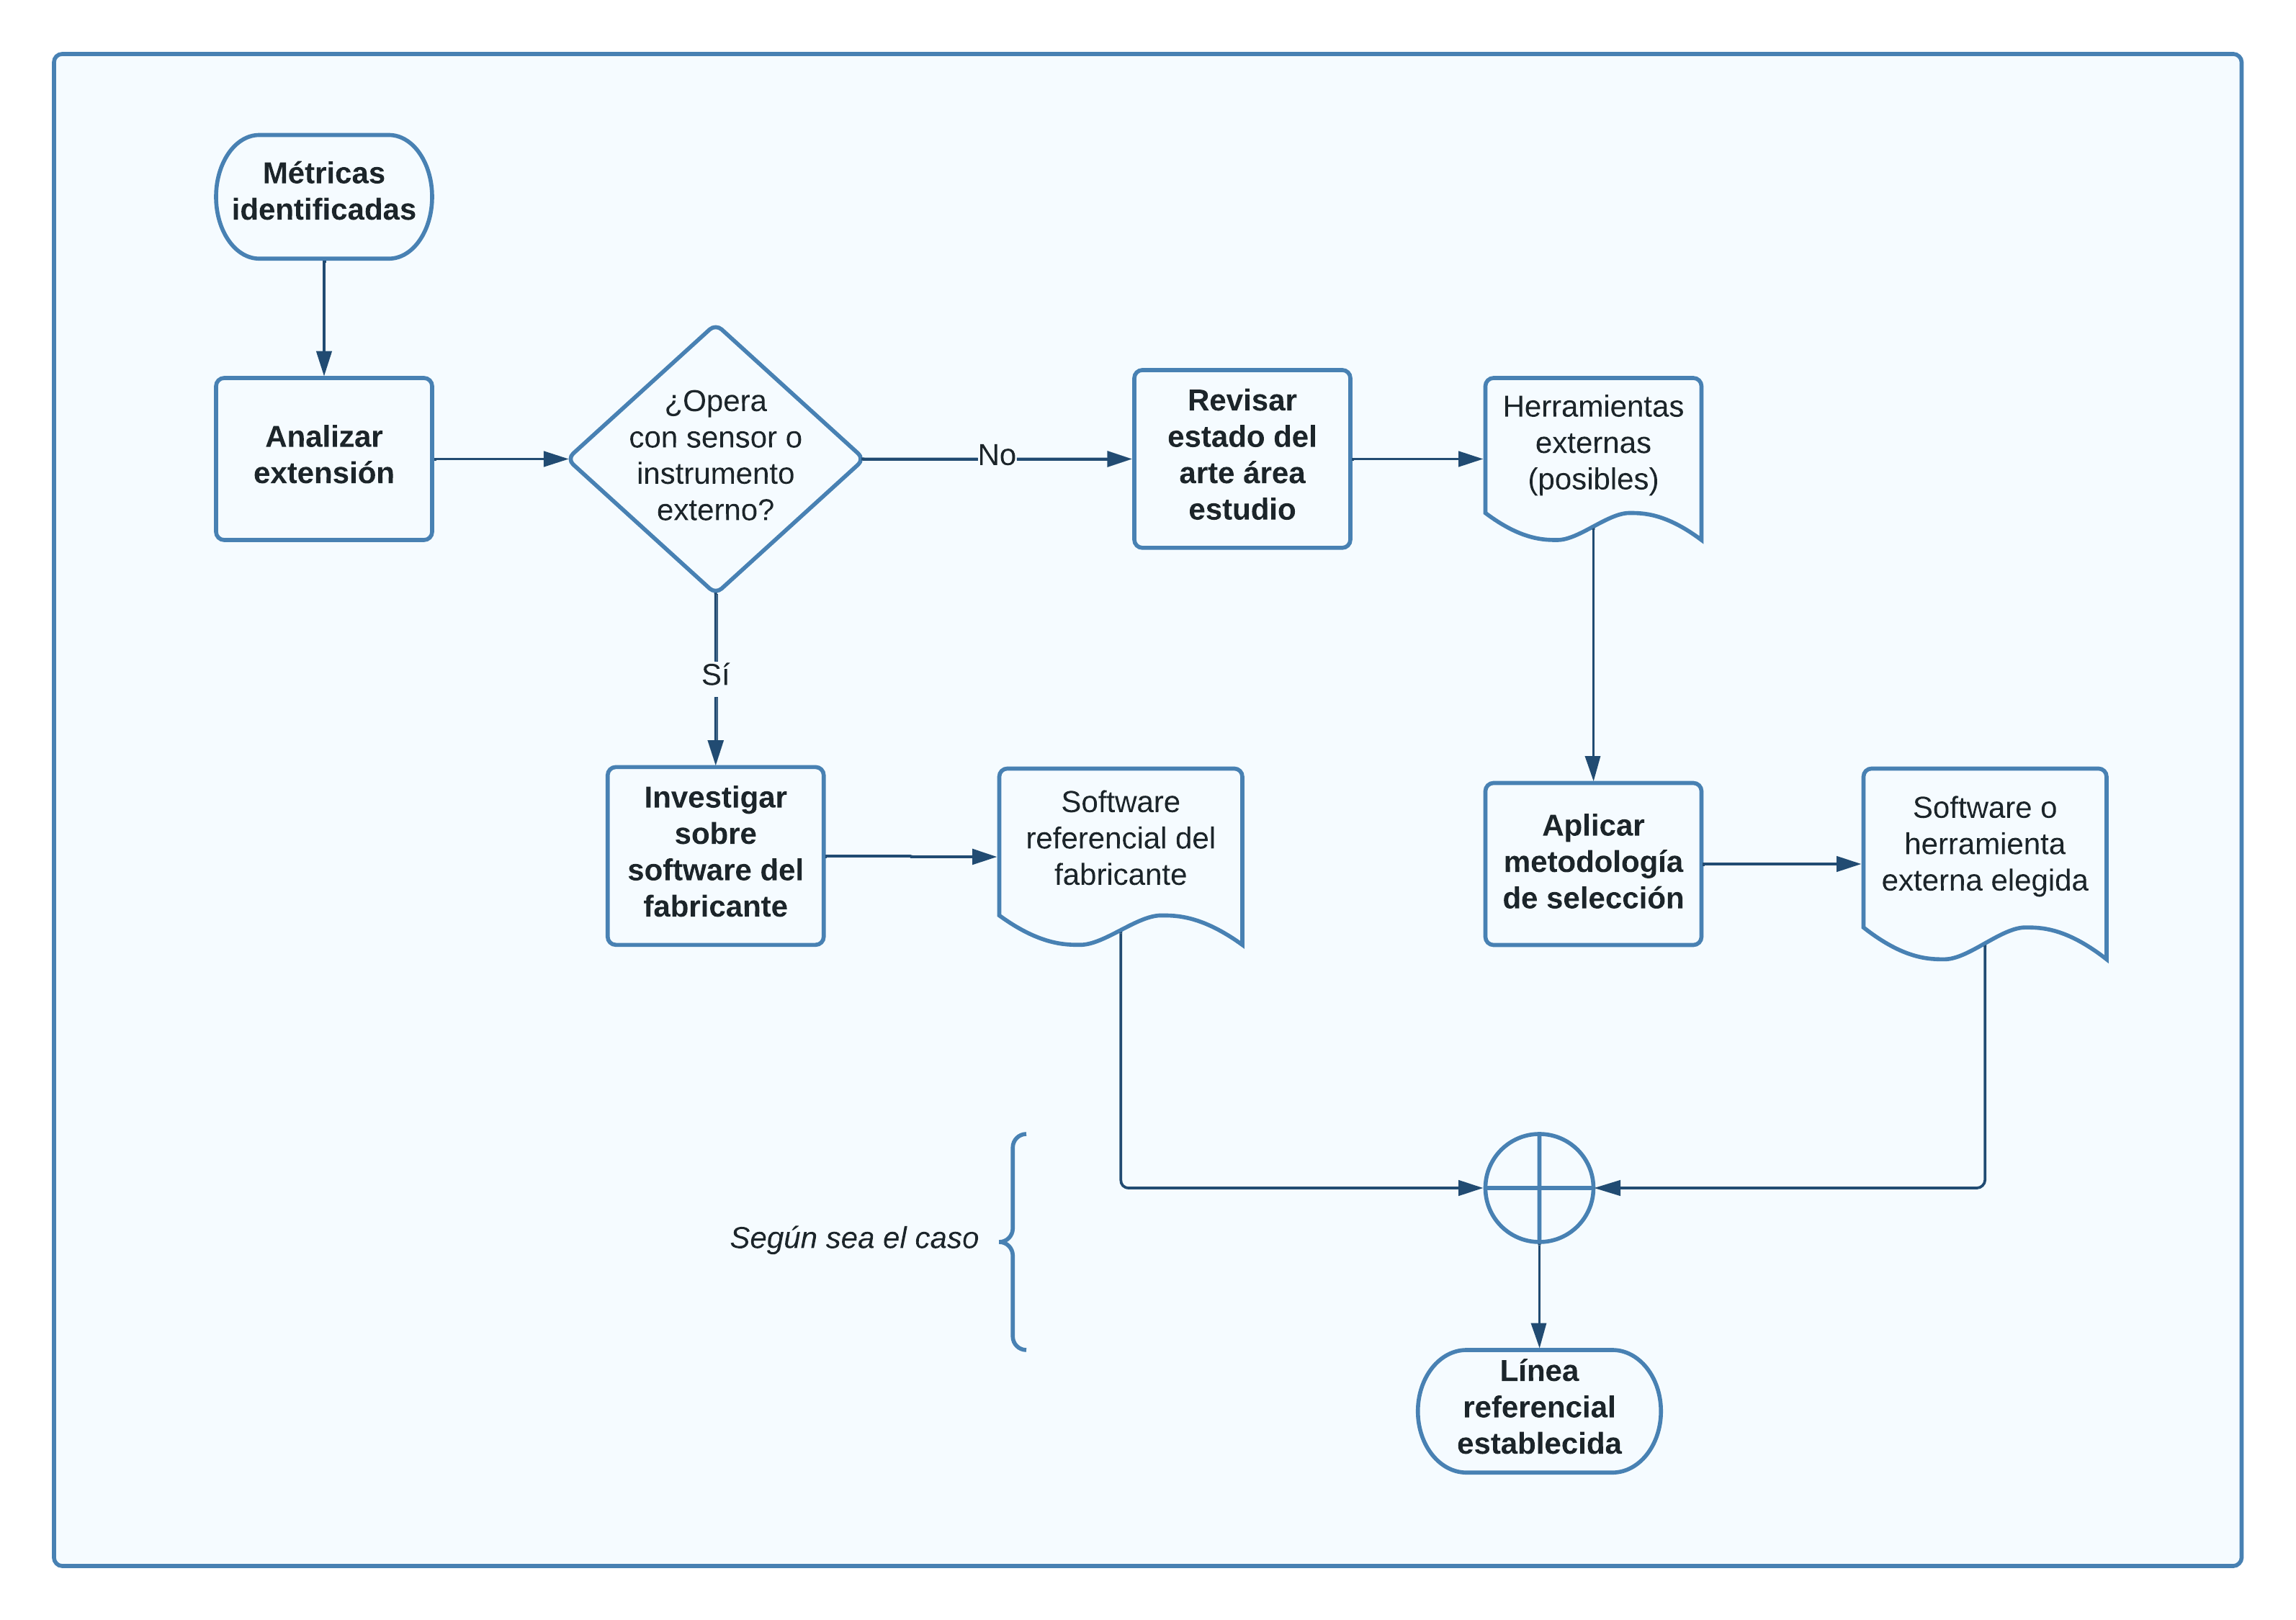 Métricas
identificadas
Analizar
extensión
¿Opera
con sensor o
instrumento
externo?
No
Revisar
estado del
arte área
estudio
Herramientas
externas
(posibles)
Sí
Investigar
sobre
software del
fabricante
Software
referencial del
fabricante
Aplicar
metodología
de selección
Software o
herramienta
externa elegida
Según sea el caso
Línea
referencial
establecida